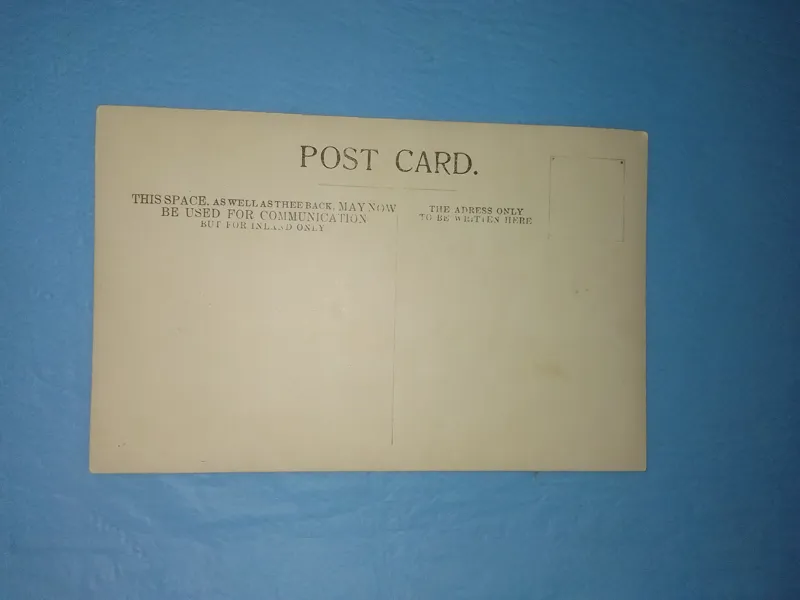 POST CARD.
THIS SPACE, AS WELL AS THEE BACK, MAY NOW
BE USED FOR COMMUNICATION
BUT FOR INLAND ONLY
THE ADRESS ONLY
TO BE WRITTEN HERE